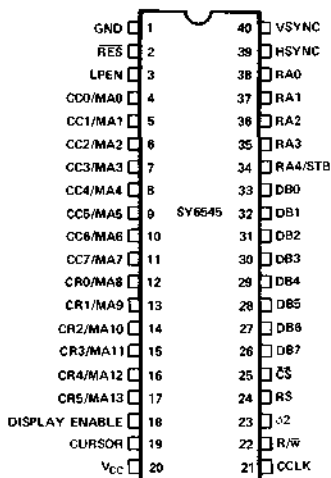 GND 1 40 VSYNC
RES 2 39 HSYNC
LPEN 3 38 RA0
CC0/MA0 4 37 RA1
CC1/MA1 5 36 RA2
CC2/MA2 6 35 RA3
CC3/MA3 7 34 RA4/STB
CC4/MA4 8 33 DB0
CC5/MA5 9 SY6545 32 DB1
CC6/MA6 10 31 DB2
CC7/MA7 11 30 DB3
CR0/MA8 12 29 DB4
CR1/MA9 13 28 DB5
CR2/MA10 14 27 DB6
CR3/MA11 15 26 DB7
CR4/MA12 16 25 CS
CR5/MA13 17 24 RS
DISPLAY ENABLE 18 23 ϕ2
CURSOR 19 22 R/W
VCC 20 21 CCLK